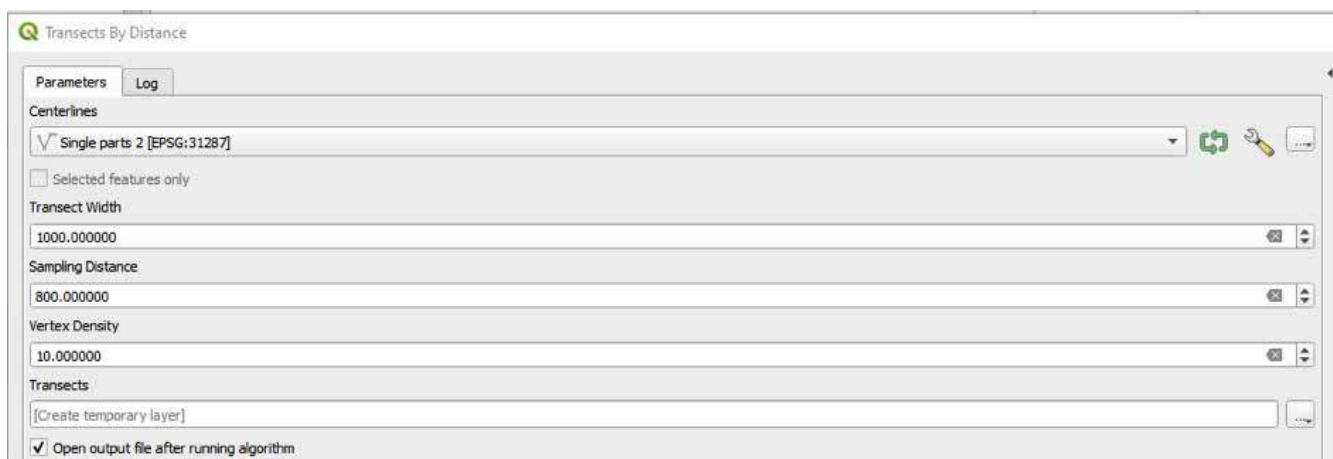 Transects By Distance
Parameters Log
Centerlines
Single parts 2 [EPSG:31287]
...
Selected features only
Transect Width
1000.000000
Sampling Distance
800.000000
Vertex Density
10.000000
Transects
[Create temporary layer]
...
Open output file after running algorithm